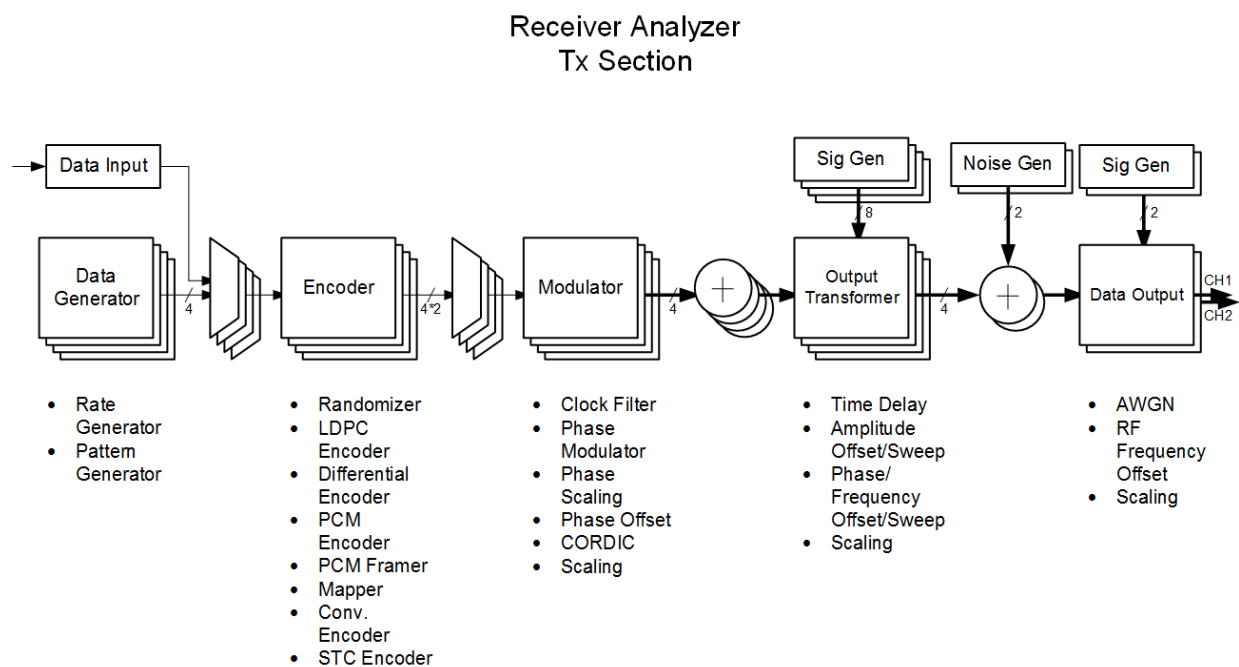 Receiver Analyzer
Tx Section
Data Input
Sig Gen
Noise Gen
Sig Gen
8
2
2
Data
Generator
4
Encoder
4*2
Modulator
4
+
Output
Transformer
4
+
Data Output
CH1
CH2
• Rate
Generator
• Pattern
Generator
• Randomizer
• LDPC
Encoder
• Differential
Encoder
• PCM
Encoder
• PCM Framer
• Mapper
• Conv.
Encoder
• STC Encoder
• Clock Filter
• Phase
Modulator
• Phase
Scaling
• Phase Offset
• CORDIC
• Scaling
• Time Delay
• Amplitude
Offset/Sweep
• Phase/
Frequency
Offset/Sweep
• Scaling
• AWGN
• RF
Frequency
Offset
• Scaling